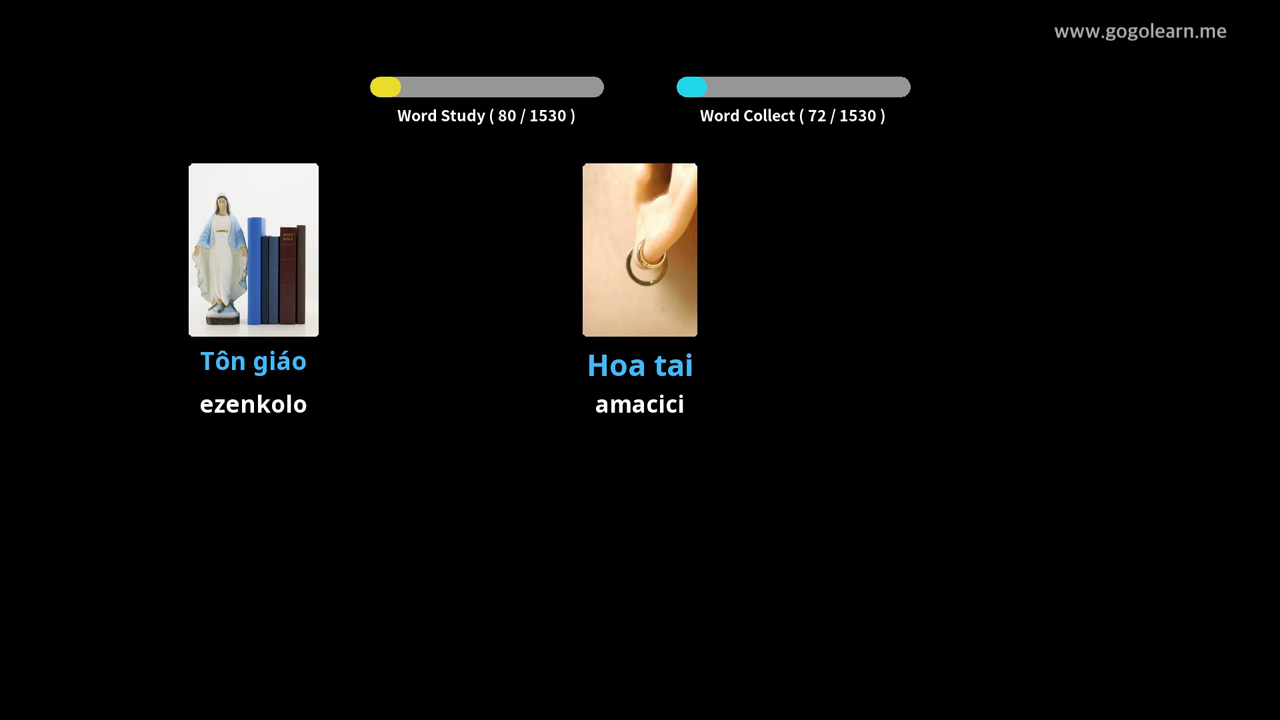 www.gogolearn.me
Word Study ( 80 / 1530 )
Word Collect ( 72 / 1530 )
Tôn giáo
ezenkolo
Hoa tai
amacici